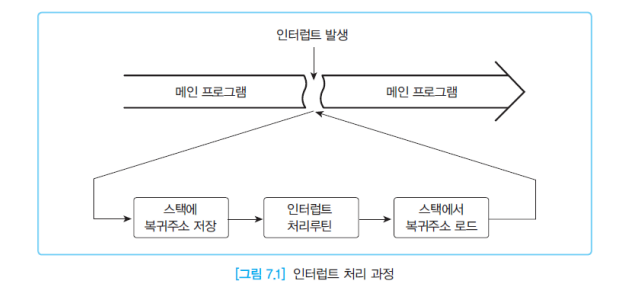 인터럽트 발생
메인 프로그램
메인 프로그램
스택에
복귀주소 저장
인터럽트
처리루틴
스택에서
복귀주소 로드
[그림 7.1] 인터럽트 처리 과정